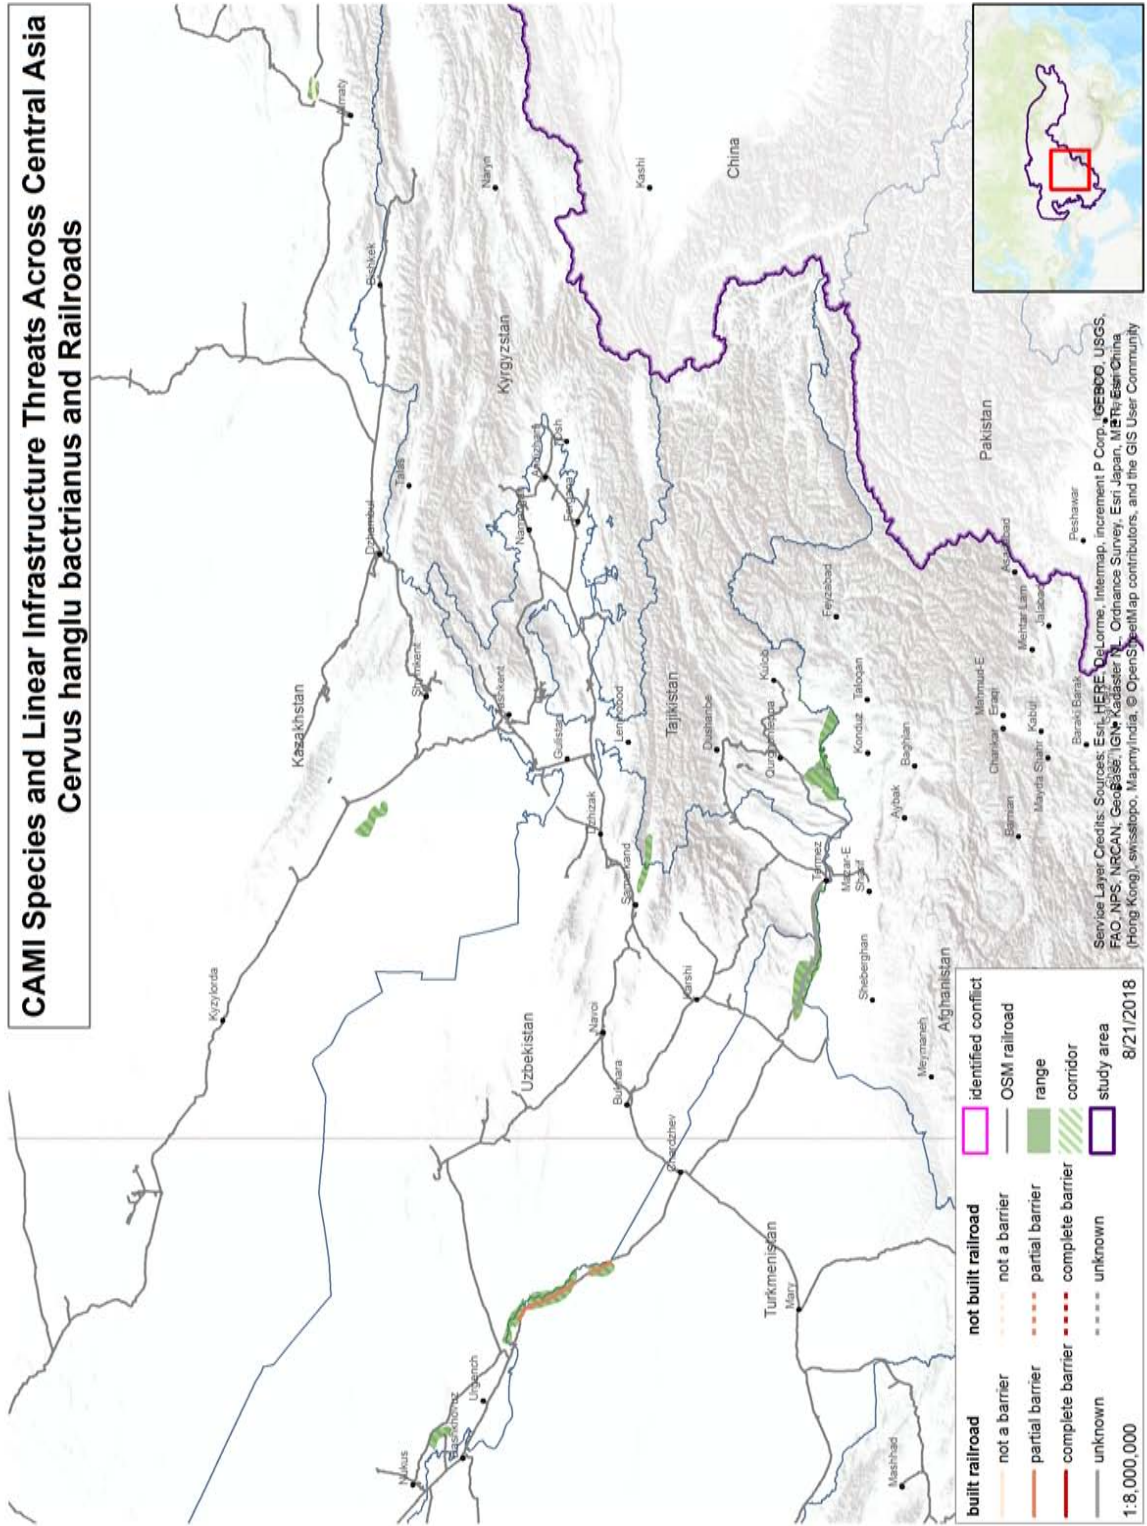 CAMI Species and Linear Infrastructure Threats Across Central Asia
Cervus hanglu bactrianus and Railroads
Almaty
Bishkek
Naryn
Kashi
China
Kyrgyzstan
Talas
Dzhambul
Namangan
Andizhan
Osh
Fergana
Kazakhstan
Shimkent
Tashkent
Gulistan
Leninobod
Dzhizak
Samarkand
Tajikistan
Dushanbe
Kulob
Qurghonteppa
Feyzabad
Taloqan
Konduz
Baghlan
Aybak
Pakistan
Peshawar
Asadabad
Mehtar Lam
Jalabad
Mahmud-E
Eraqi
Charikar
Kabul
Mayda Shahr
Baraki Barak
Bamian
Termez
Mazar-E
Sharif
Sheberghan
Meymaneh
Afghanistan
Kyzylorda
Uzbekistan
Navoi
Bukhara
Karshi
Chardzhev
Turkmenistan
Mary
Urgench
Dashkhovuz
Nukus
Mashhad
Service Layer Credits: Sources: Esri, HERE, DeLorme, Intermap, increment P Corp., GEBCO, USGS,
FAO, NPS, NRCAN, GeoBase, IGN, Kadaster NL, Ordnance Survey, Esri Japan, METI, Esri China
(Hong Kong), swisstopo, MapmyIndia, © OpenStreetMap contributors, and the GIS User Community
built railroad
not a barrier
partial barrier
complete barrier
unknown
not built railroad
not a barrier
partial barrier
complete barrier
unknown
identified conflict
OSM railroad
range
corridor
study area
1:8,000,000
8/21/2018